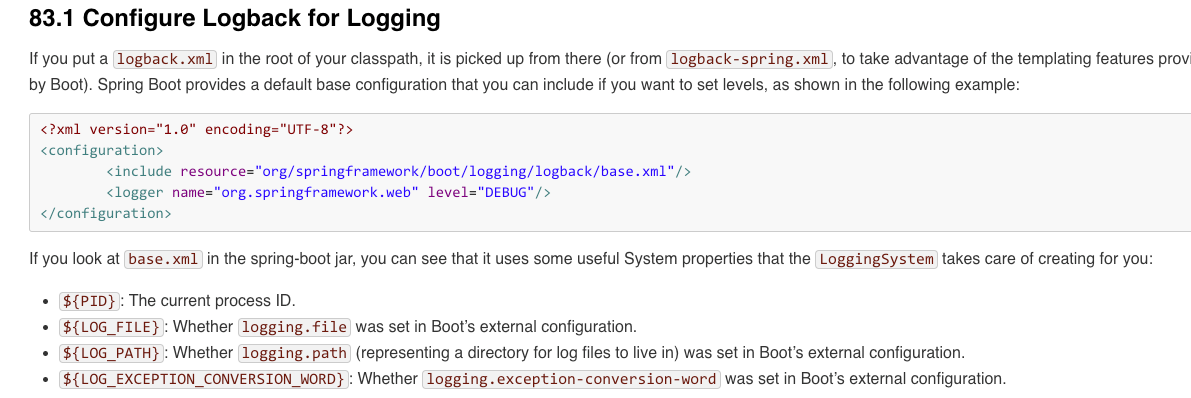 83.1 Configure Logback for Logging
If you put a logback.xml in the root of your classpath, it is picked up from there (or from logback-spring.xml, to take advantage of the templating features provi
by Boot). Spring Boot provides a default base configuration that you can include if you want to set levels, as shown in the following example:
<?xml version="1.0" encoding="UTF-8"?>
<configuration>
        <include resource="org/springframework/boot/logging/logback/base.xml"/>
        <logger name="org.springframework.web" level="DEBUG"/>
</configuration>
If you look at base.xml in the spring-boot jar, you can see that it uses some useful System properties that the LoggingSystem takes care of creating for you:
• ${PID}: The current process ID.
• ${LOG_FILE}: Whether logging.file was set in Boot’s external configuration.
• ${LOG_PATH}: Whether logging.path (representing a directory for log files to live in) was set in Boot’s external configuration.
• ${LOG_EXCEPTION_CONVERSION_WORD}: Whether logging.exception-conversion-word was set in Boot’s external configuration.